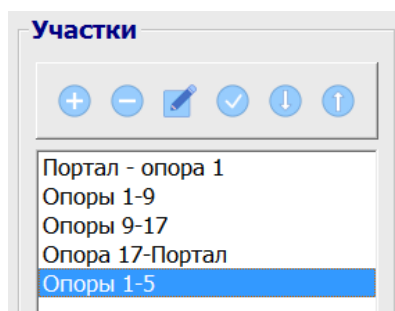 Участки
Портал - опора 1
Опоры 1-9
Опоры 9-17
Опора 17-Портал
Опоры 1-5